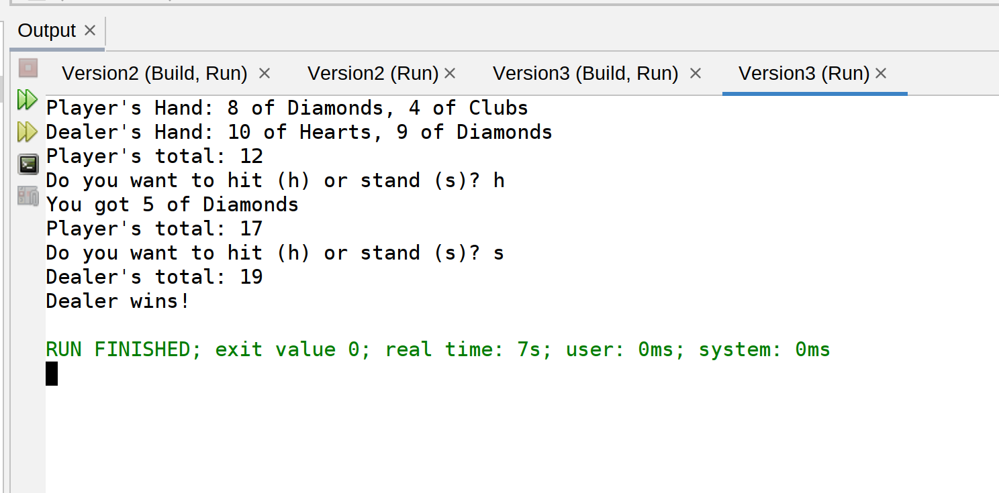 Output
Version2 (Build, Run) Version2 (Run) Version3 (Build, Run) Version3 (Run)
Player's Hand: 8 of Diamonds, 4 of Clubs
Dealer's Hand: 10 of Hearts, 9 of Diamonds
Player's total: 12
Do you want to hit (h) or stand (s)? h
You got 5 of Diamonds
Player's total: 17
Do you want to hit (h) or stand (s)? s
Dealer's total: 19
Dealer wins!
RUN FINISHED; exit value 0; real time: 7s; user: 0ms; system: 0ms